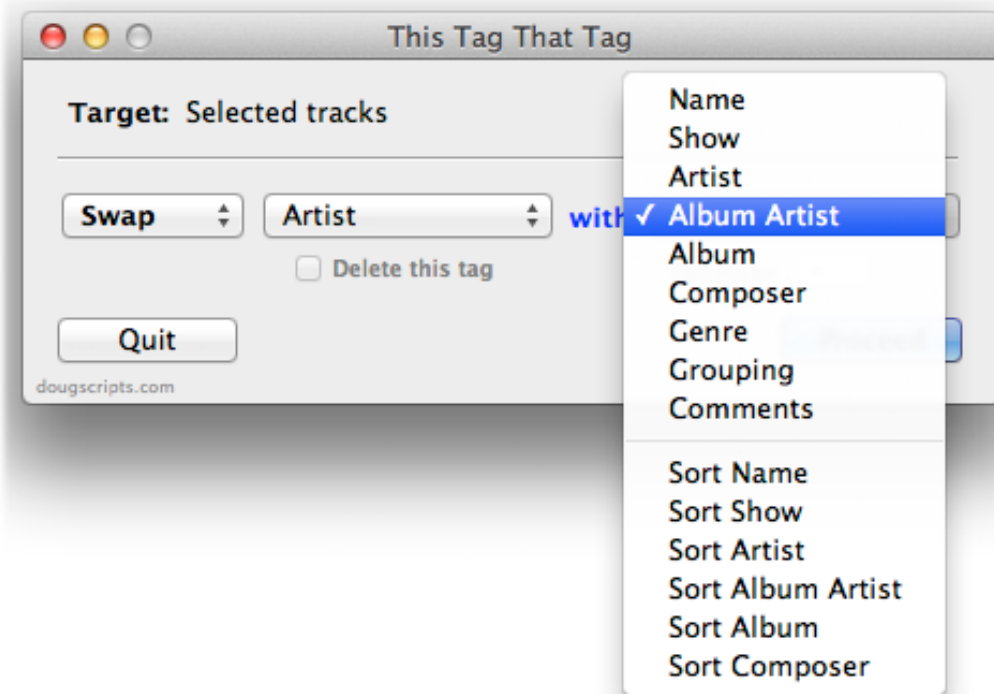 This Tag That Tag
Target: Selected tracks
Swap
Artist
with
Delete this tag
Quit
Proceed
dougscripts.com
Name
Show
Artist
✓ Album Artist
Album
Composer
Genre
Grouping
Comments
Sort Name
Sort Show
Sort Artist
Sort Album Artist
Sort Album
Sort Composer